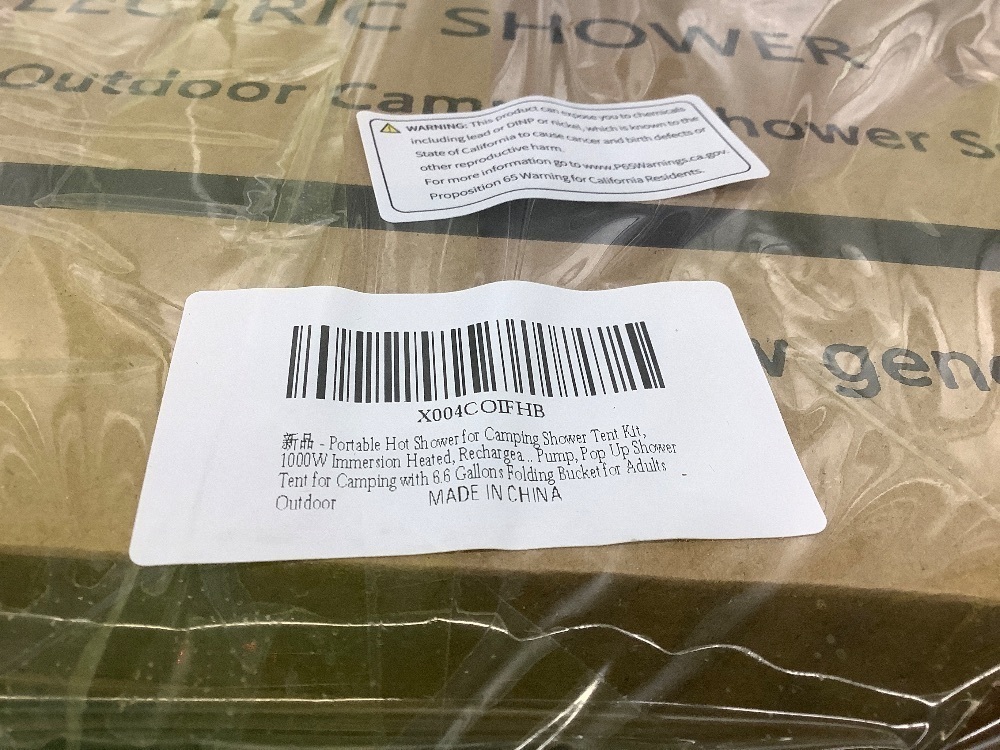 ELECTRIC SHOWER
Outdoor Cam hower S
WARNING: This product can expose you to chemicals
including lead or DINP or nickel, which is known to the
State of California to cause cancer and birth defects or
other reproductive harm.
For more information go to www.P65Warnings.ca.gov.
Proposition 65 Warning for California Residents.
w gen
X004COIFHB
新品 - Portable Hot Shower for Camping Shower Tent Kit,
1000W Immersion Heated, Rechargea... Pump, Pop Up Shower
Tent for Camping with 6.6 Gallons Folding Bucket for Adults -
Outdoor MADE IN CHINA